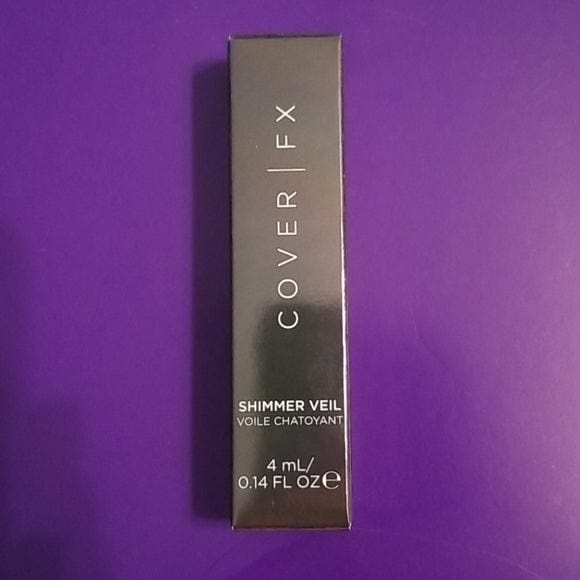 COVER | FX
SHIMMER VEIL
VOILE CHATOYANT
4 mL/
0.14 FL OZ℮